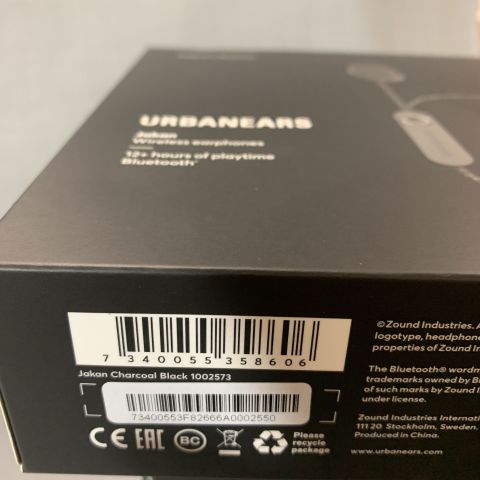 URBANEARS
Jakan
Wireless earphones
12+ hours of playtime
Bluetooth®
7 340055 358606
Jakan Charcoal Black 1002573
73400553F82666A0002550
CE EAC BC Please
recycle
package
©Zound Industries. A
logotype, headphone
properties of Zound In
The Bluetooth® wordm
trademarks owned by Bl
of such marks by Zound I
under license.
Zound Industries Internati
111 20 Stockholm, Sweden.
Produced in China.
www.urbanears.com